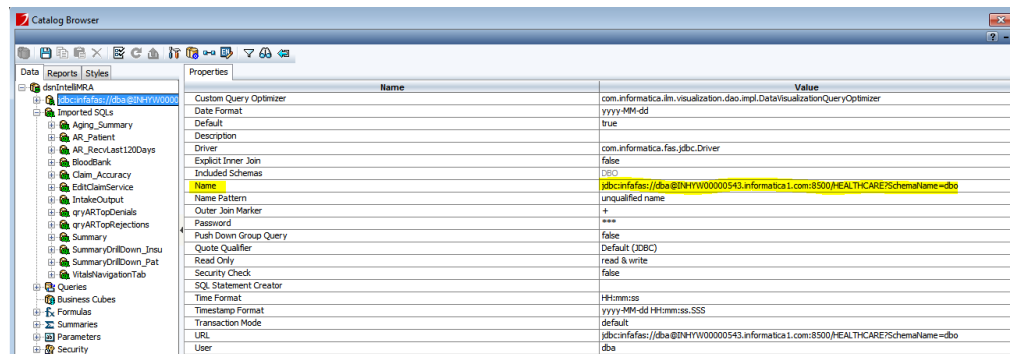 Catalog Browser
Data Reports Styles
Properties
dsnIntelliMRA
jdbc:infafas://dba@INHYW0000
Imported SQLs
Aging_Summary
AR_Patient
AR_RecvLast120Days
BloodBank
Claim_Accuracy
EditClaimService
IntakeOutput
qryARTopDenials
qryARTopRejections
Summary
SummaryDrillDown_Insu
SummaryDrillDown_Pat
VitalsNavigationTab
Queries
Business Cubes
Formulas
Summaries
Parameters
Security
Name Value
Custom Query Optimizer com.informatica.ilm.visualization.dao.impl.DataVisualizationQueryOptimizer
Date Format yyyy-MM-dd
Default true
Description
Driver com.informatica.fas.jdbc.Driver
Explicit Inner Join false
Included Schemas DBO
Name jdbc:infafas://dba@INHYW00000543.informatica1.com:8500/HEALTHCARE?SchemaName=dbo
Name Pattern unqualified name
Outer Join Marker +
Password ***
Push Down Group Query false
Quote Qualifier Default (JDBC)
Read Only read & write
Security Check false
SQL Statement Creator
Time Format HH:mm:ss
Timestamp Format yyyy-MM-dd HH:mm:ss.SSS
Transaction Mode default
URL jdbc:infafas://dba@INHYW00000543.informatica1.com:8500/HEALTHCARE?SchemaName=dbo
User dba